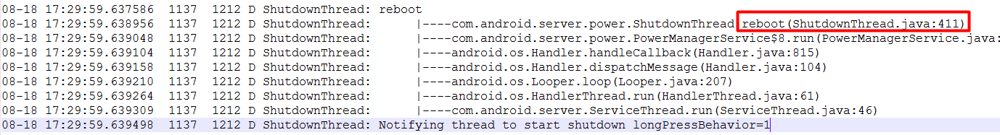 08-18 17:29:59.637586  1137  1212 D ShutdownThread: reboot
08-18 17:29:59.638956  1137  1212 D ShutdownThread:      |----com.android.server.power.ShutdownThread.reboot(ShutdownThread.java:411)
08-18 17:29:59.639048  1137  1212 D ShutdownThread:      |----com.android.server.power.PowerManagerService$8.run(PowerManagerService.java:
08-18 17:29:59.639104  1137  1212 D ShutdownThread:      |----android.os.Handler.handleCallback(Handler.java:815)
08-18 17:29:59.639158  1137  1212 D ShutdownThread:      |----android.os.Handler.dispatchMessage(Handler.java:104)
08-18 17:29:59.639210  1137  1212 D ShutdownThread:      |----android.os.Looper.loop(Looper.java:207)
08-18 17:29:59.639264  1137  1212 D ShutdownThread:      |----android.os.HandlerThread.run(HandlerThread.java:61)
08-18 17:29:59.639309  1137  1212 D ShutdownThread:      |----com.android.server.ServiceThread.run(ServiceThread.java:46)
08-18 17:29:59.639498  1137  1212 D ShutdownThread: Notifying thread to start shutdown longPressBehavior=1